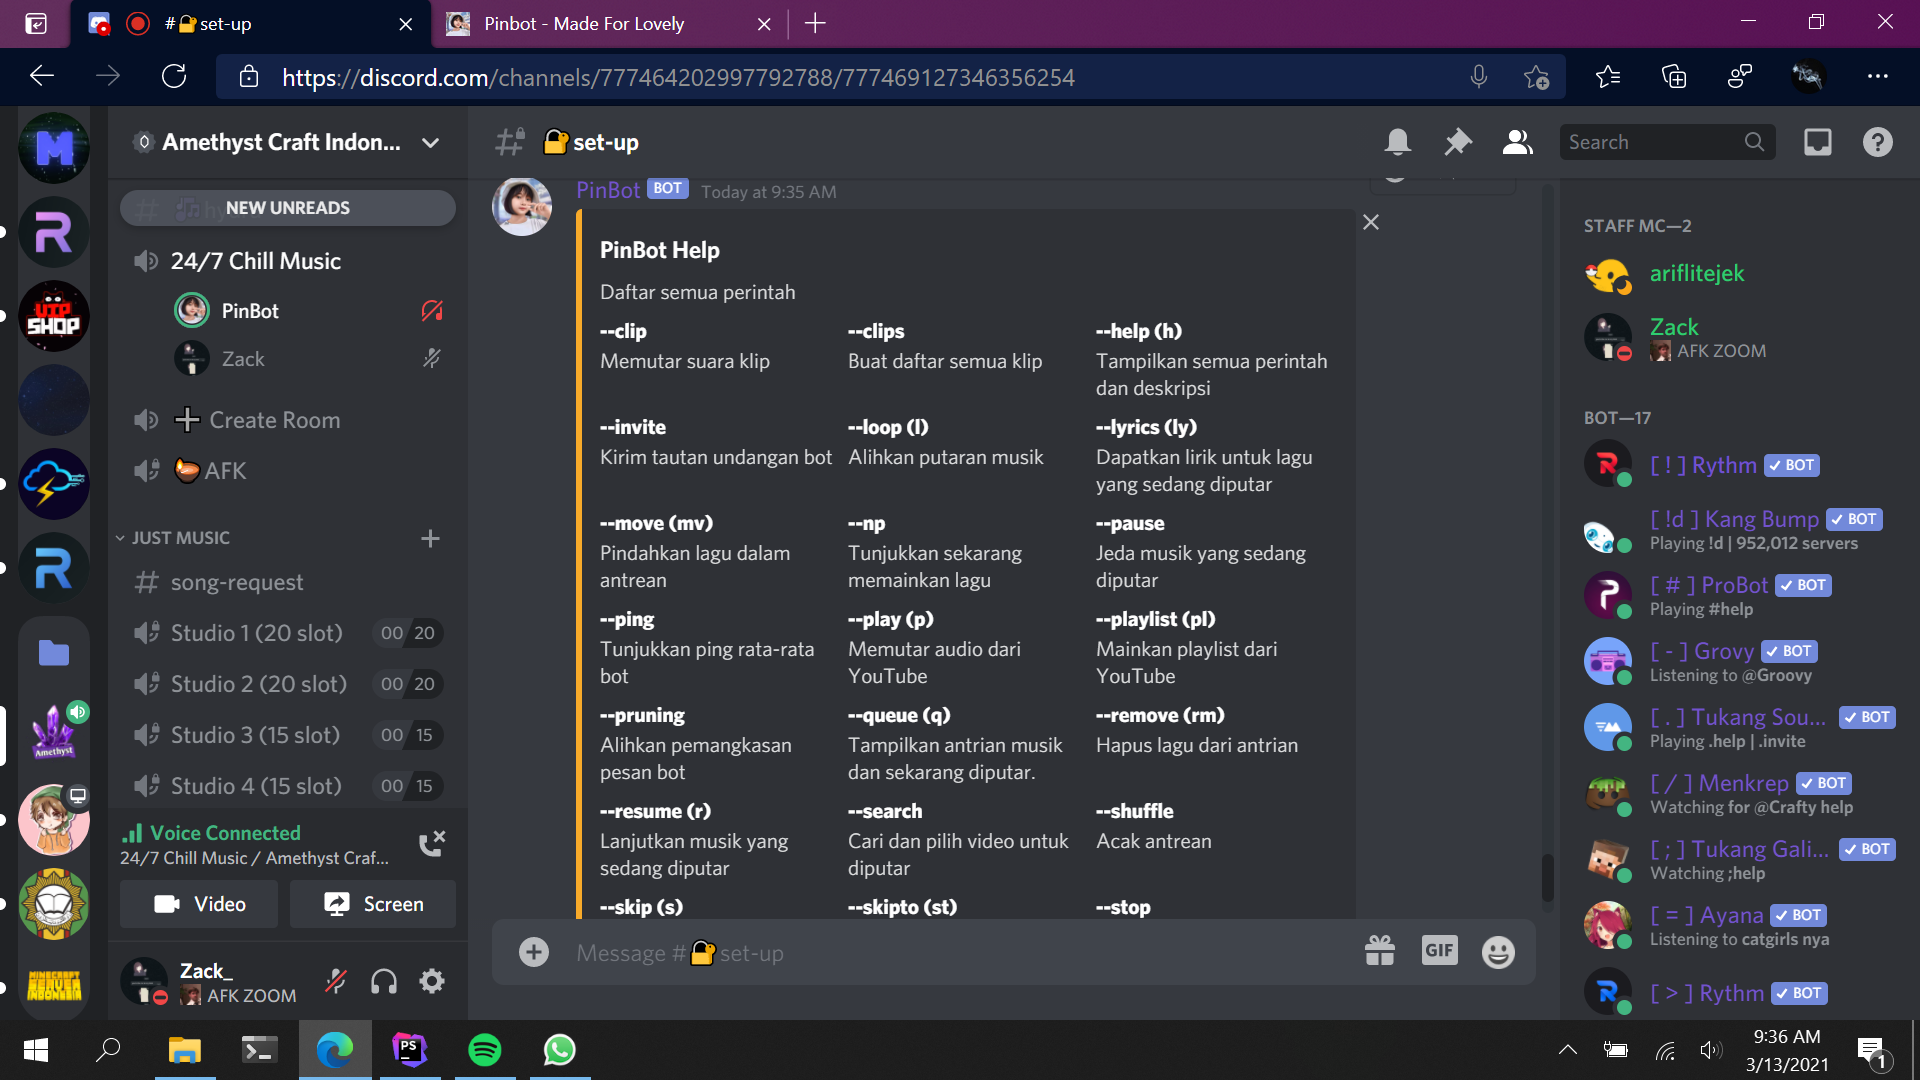 #🔐set-up
Pinbot - Made For Lovely
https://discord.com/channels/777464202997792788/777469127346356254
Amethyst Craft Indon...
NEW UNREADS
24/7 Chill Music
PinBot
Zack
Create Room
AFK
JUST MUSIC
song-request
Studio 1 (20 slot) 00 20
Studio 2 (20 slot) 00 20
Studio 3 (15 slot) 00 15
Studio 4 (15 slot) 00 15
Voice Connected
24/7 Chill Music / Amethyst Craf...
Video Screen
Zack_
AFK ZOOM
M
R
VIP
SHOP
R
Amethyst
MINECRAFT
SERVER
INDONESIA
🔐set-up
Search
PinBot BOT Today at 9:35 AM
PinBot Help
Daftar semua perintah
--clip
Memutar suara klip
--clips
Buat daftar semua klip
--help (h)
Tampilkan semua perintah
dan deskripsi
--invite
Kirim tautan undangan bot
--loop (l)
Alihkan putaran musik
--lyrics (ly)
Dapatkan lirik untuk lagu
yang sedang diputar
--move (mv)
Pindahkan lagu dalam
antrean
--np
Tunjukkan sekarang
memainkan lagu
--pause
Jeda musik yang sedang
diputar
--ping
Tunjukkan ping rata-rata
bot
--play (p)
Memutar audio dari
YouTube
--playlist (pl)
Mainkan playlist dari
YouTube
--pruning
Alihkan pemangkasan
pesan bot
--queue (q)
Tampilkan antrian musik
dan sekarang diputar.
--remove (rm)
Hapus lagu dari antrian
--resume (r)
Lanjutkan musik yang
sedang diputar
--search
Cari dan pilih video untuk
diputar
--shuffle
Acak antrean
--skip (s)
--skipto (st)
--stop
Message #🔐set-up
GIF
STAFF MC—2
ariflitejek
Zack
AFK ZOOM
BOT—17
[ ! ] Rythm ✓ BOT
[ !d ] Kang Bump ✓ BOT
Playing !d | 952,012 servers
[ # ] ProBot ✓ BOT
Playing #help
[ - ] Grovy ✓ BOT
Listening to @Groovy
[ . ] Tukang Sou... ✓ BOT
Playing .help | .invite
[ / ] Menkrep ✓ BOT
Watching for @Crafty help
[ ; ] Tukang Gali... ✓ BOT
Watching ;help
[ = ] Ayana ✓ BOT
Listening to catgirls nya
[ > ] Rythm ✓ BOT
PS
9:36 AM
3/13/2021
1